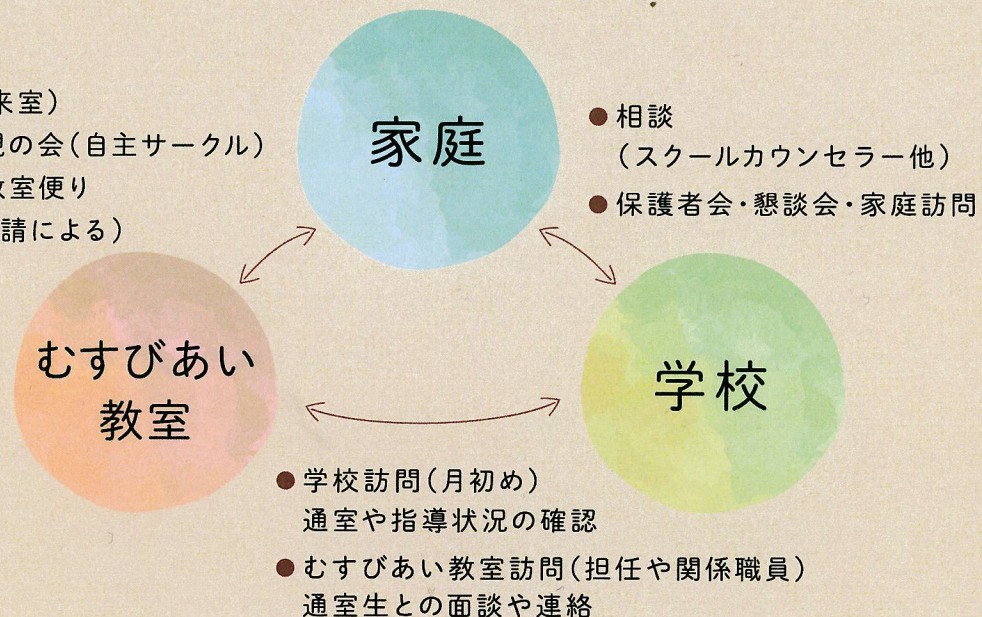 家庭
来室)
の会(自主サークル)
室便り
請による)
●相談
(スクールカウンセラー他)
●保護者会・懇談会・家庭訪問
むすびあい
教室
学校
●学校訪問(月初め)
通室や指導状況の確認
●むすびあい教室訪問(担任や関係職員)
通室生との面談や連絡